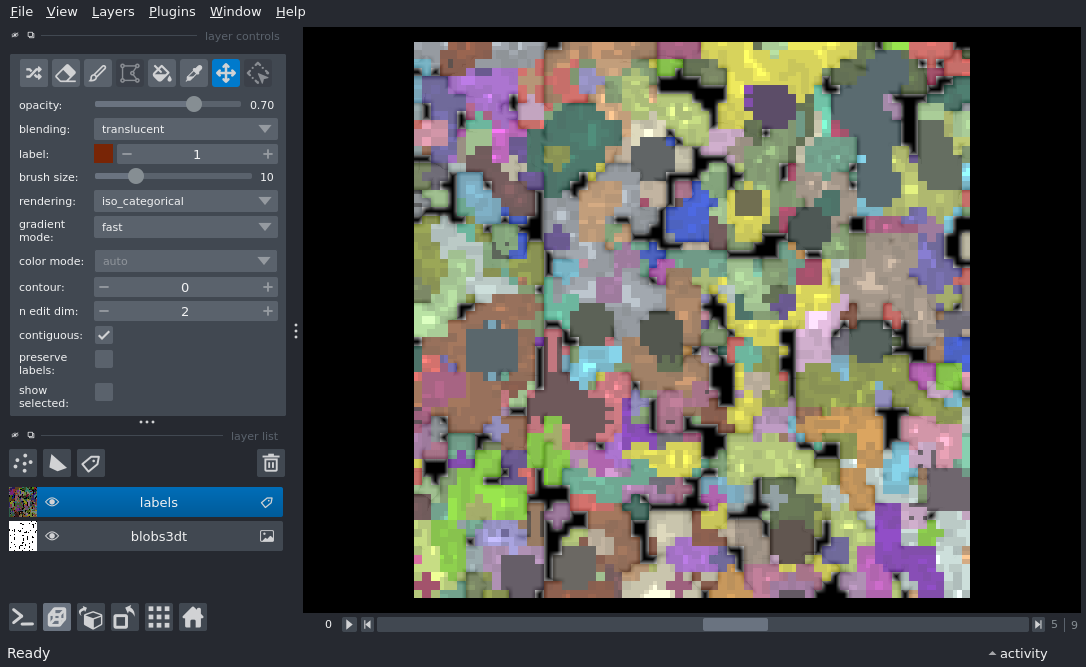 File View Layers Plugins Window Help
layer controls
opacity: 0.70
blending: translucent
label: 1
brush size: 10
rendering: iso_categorical
gradient
mode: fast
color mode: auto
contour: 0
n edit dim: 2
contiguous:
preserve
labels:
show
selected:
layer list
labels
blobs3dt
0 5 | 9
Ready activity